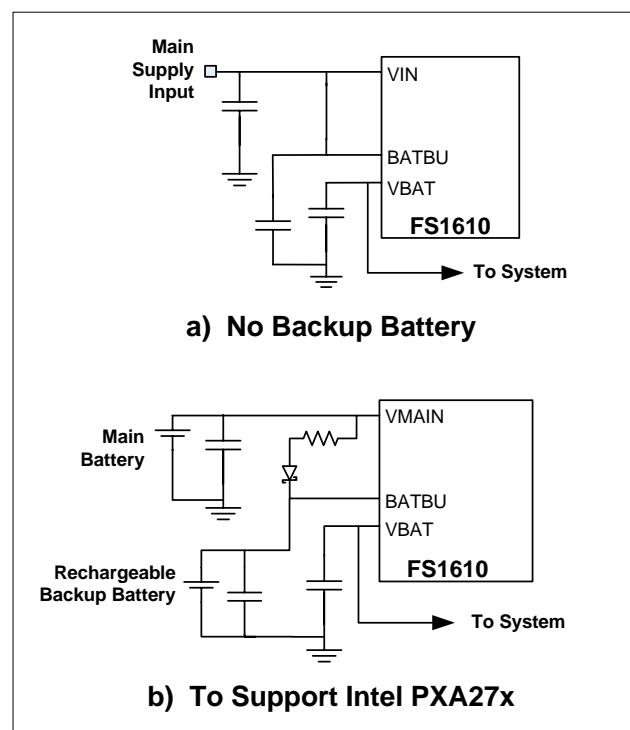 Main
Supply
Input
VIN
BATBU
VBAT
FS1610
To System
a) No Backup Battery
Main
Battery
VMAIN
BATBU
VBAT
FS1610
Rechargeable
Backup Battery
To System
b) To Support Intel PXA27x